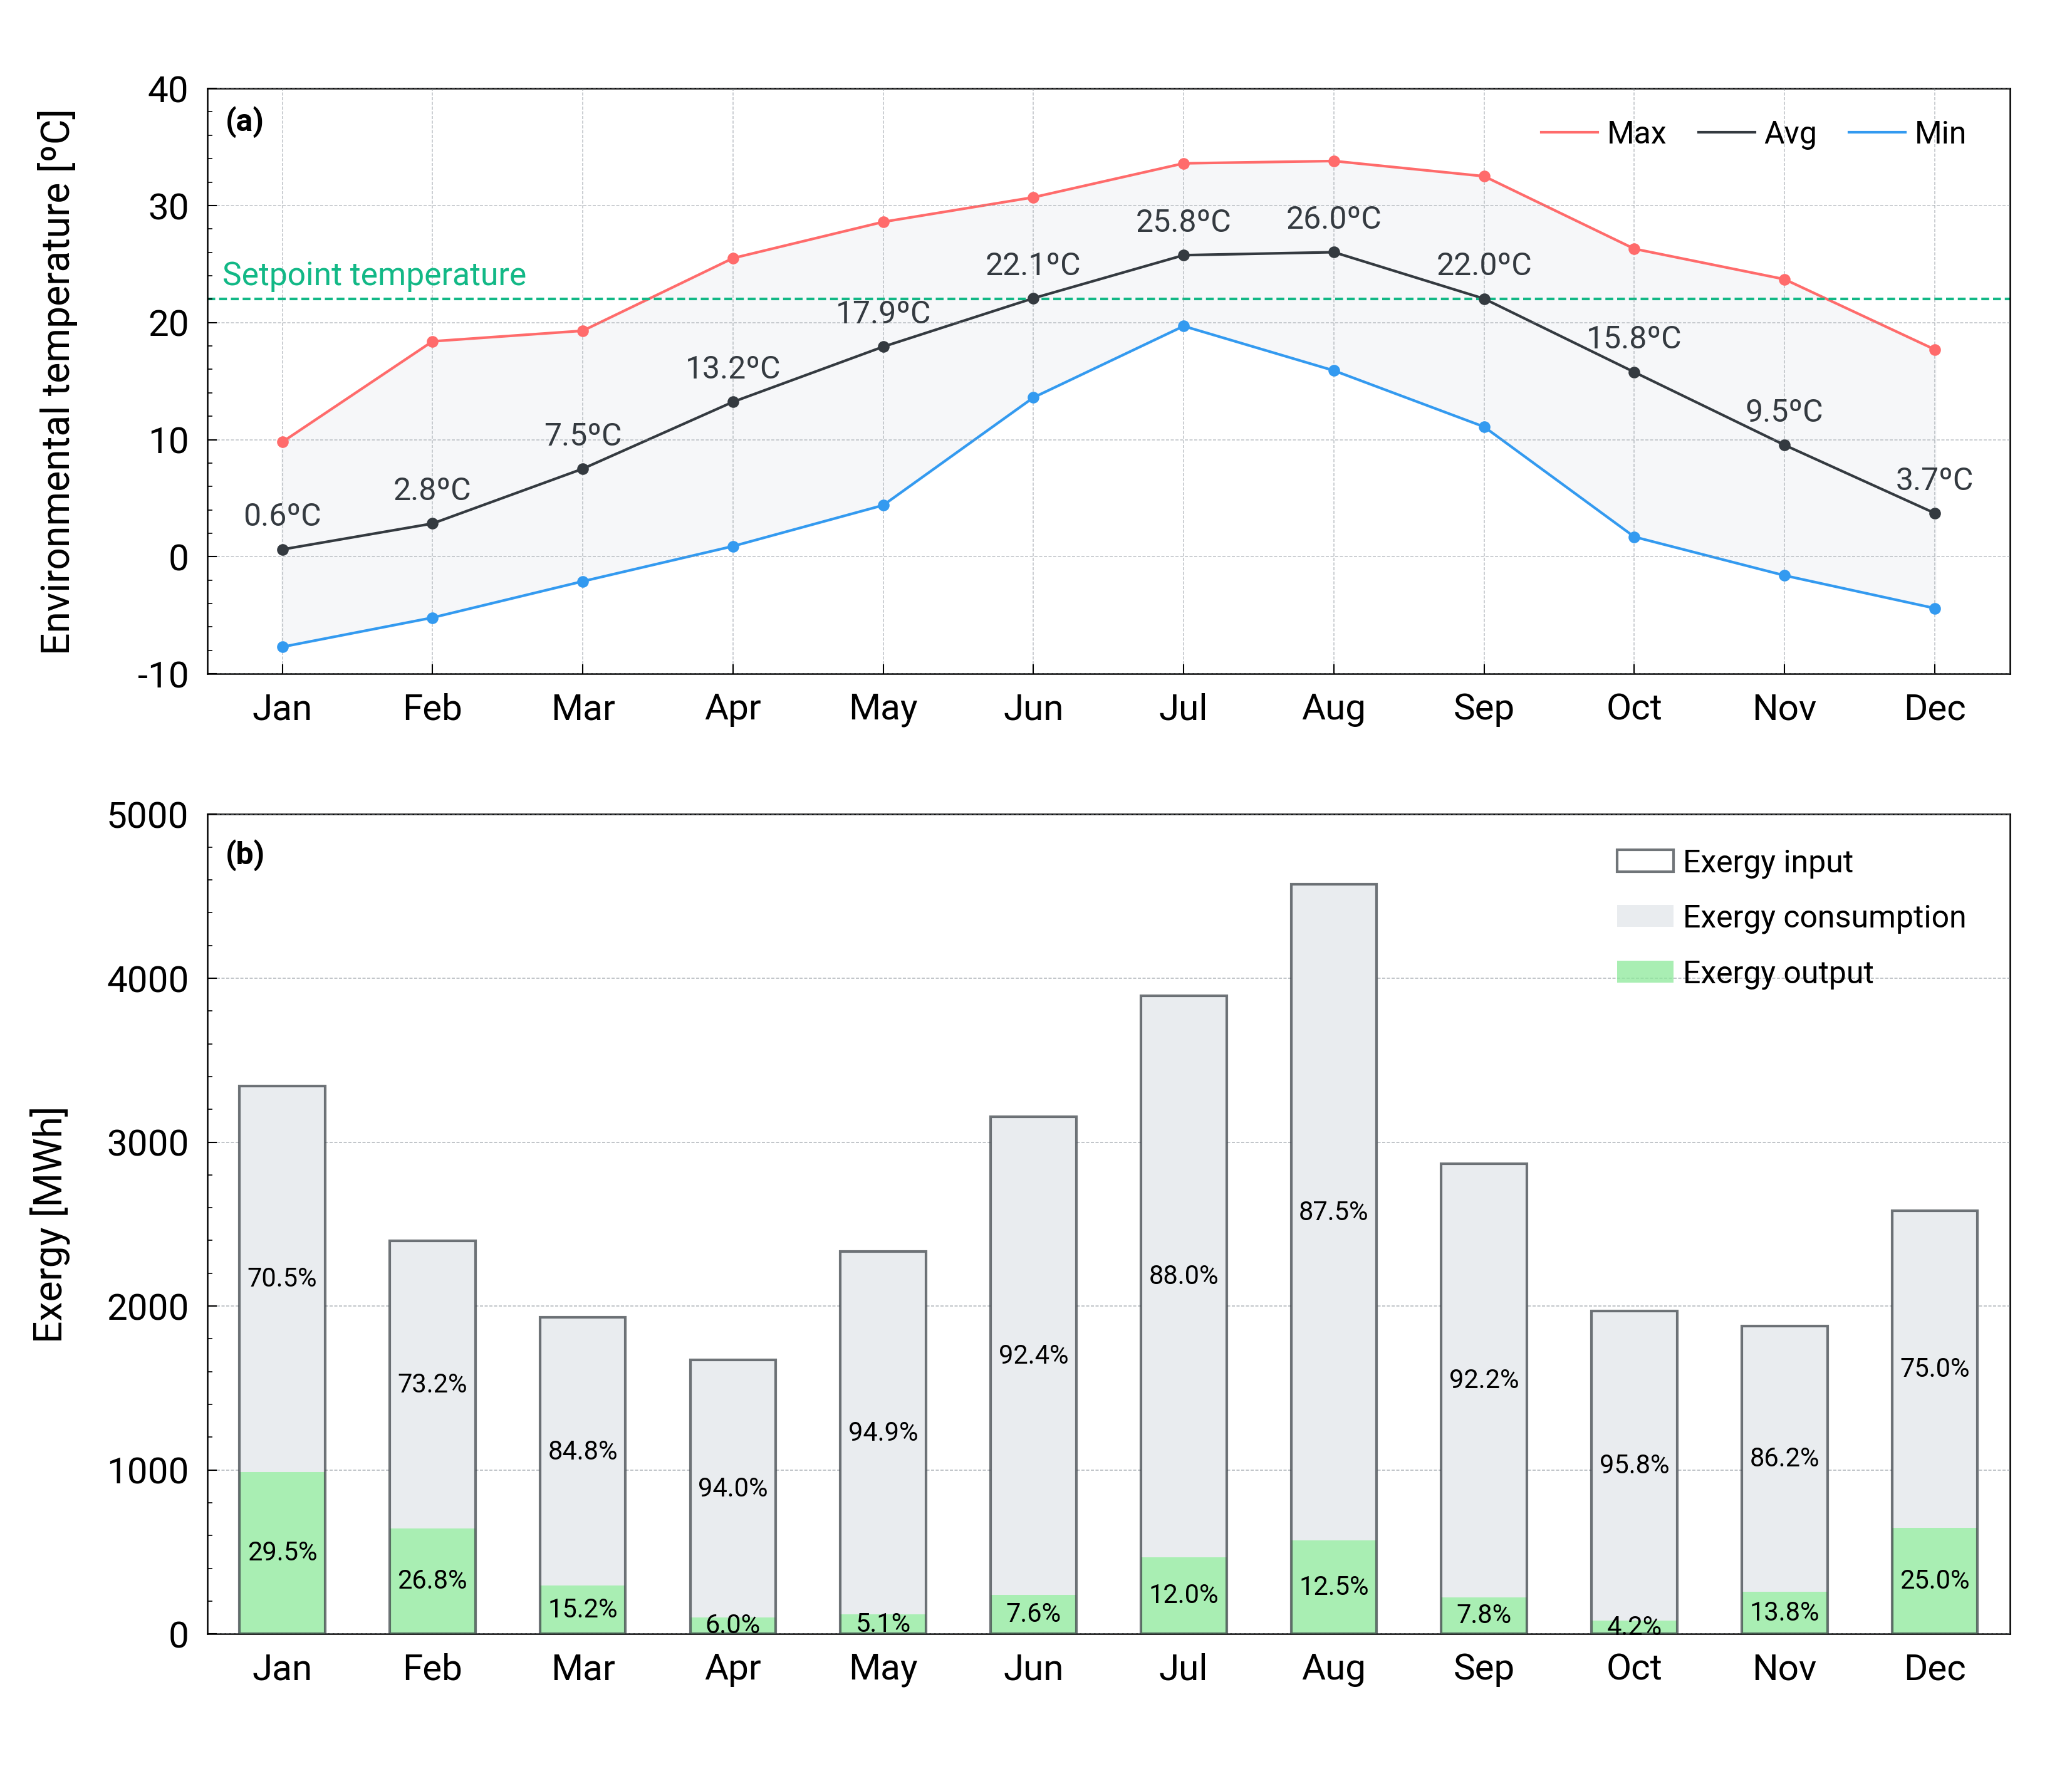 40
30
20
10
0
-10
Environmental temperature [ºC]
(a)
Max Avg Min
Setpoint temperature
0.6ºC 2.8ºC 7.5ºC 13.2ºC 17.9ºC 22.1ºC 25.8ºC 26.0ºC 22.0ºC 15.8ºC 9.5ºC 3.7ºC
Jan Feb Mar Apr May Jun Jul Aug Sep Oct Nov Dec
5000
4000
3000
2000
1000
0
Exergy [MWh]
(b)
Exergy input
Exergy consumption
Exergy output
70.5% 73.2% 84.8% 94.0% 94.9% 92.4% 88.0% 87.5% 92.2% 95.8% 86.2% 75.0%
29.5% 26.8% 15.2% 6.0% 5.1% 7.6% 12.0% 12.5% 7.8% 4.2% 13.8% 25.0%
Jan Feb Mar Apr May Jun Jul Aug Sep Oct Nov Dec